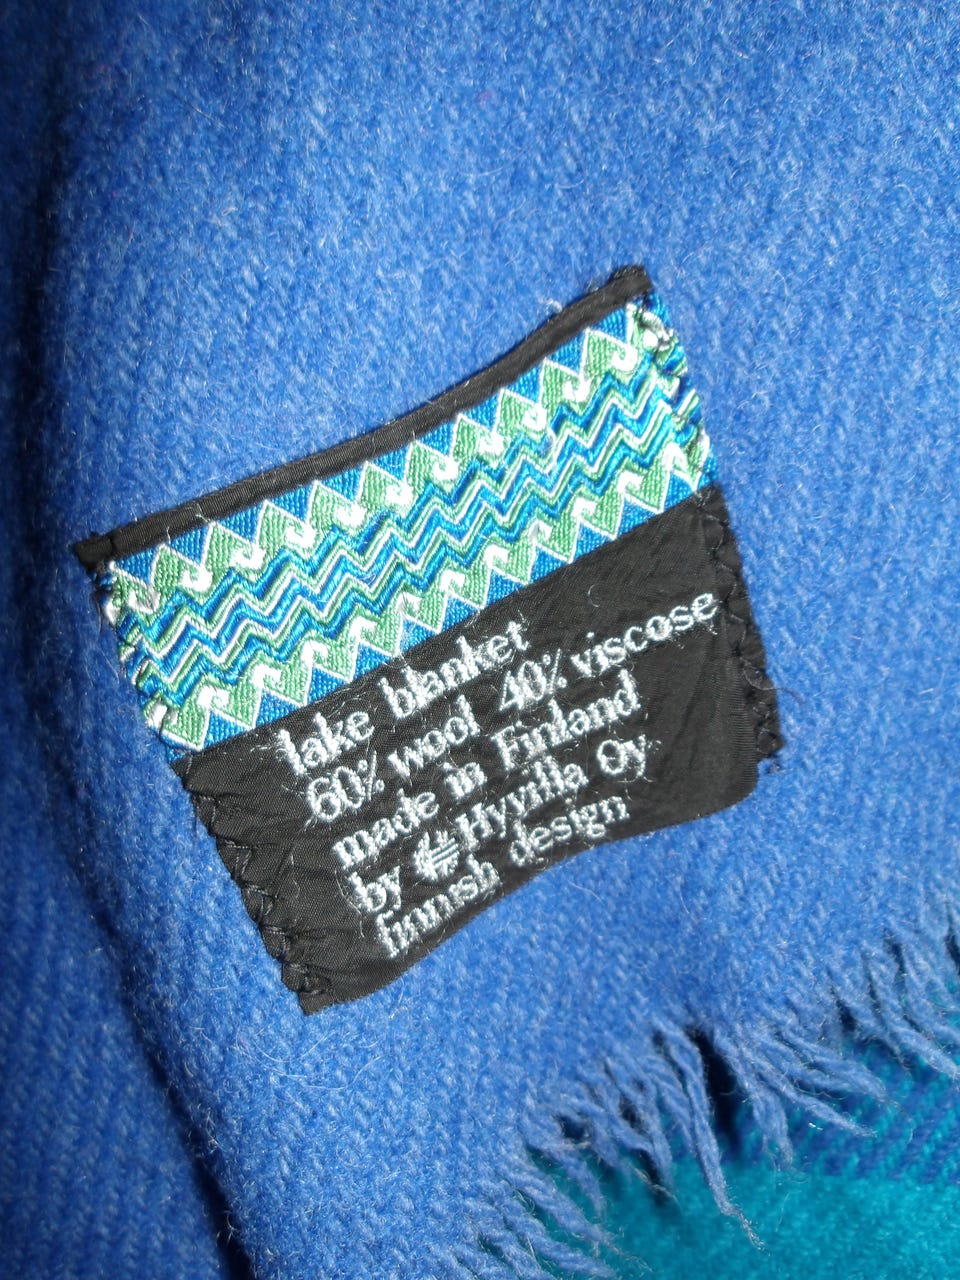 lake blanket
60% wool 40% viscose
made in Finland
by Hyvilla Oy
finnish design